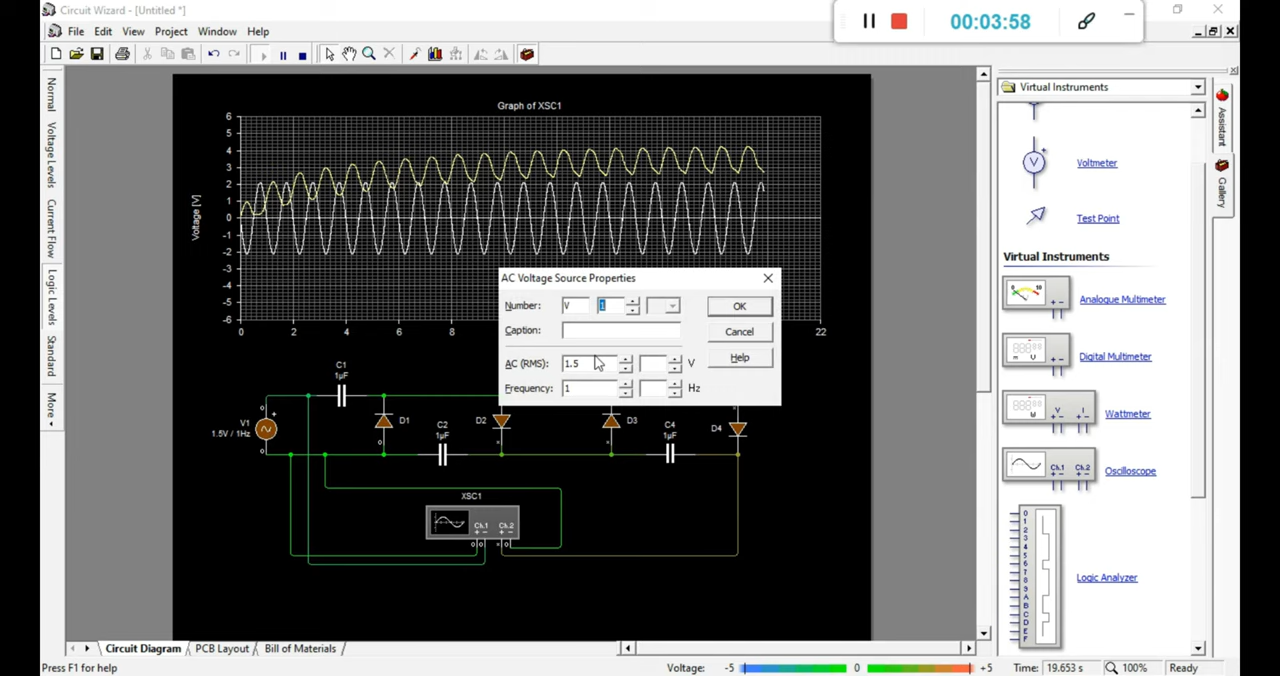 Circuit Wizard - [Untitled *]
00:03:58
File Edit View Project Window Help
Normal
Voltage Levels
Current Flow
Logic Levels
Standard
More
Graph of XSC1
Voltage [V]
6
5
4
3
2
1
0
-1
-2
-3
-4
-5
-6
0 2 4 6 8 22
AC Voltage Source Properties
Number: V 1
OK
Caption:
Cancel
AC (RMS): 1.5 V
Help
Frequency: 1 Hz
C1
1µF
V1
1.5V / 1Hz
D1
C2
1µF
D2
D3
C4
1µF
D4
XSC1
Ch.1 Ch.2
Virtual Instruments
Voltmeter
Test Point
Virtual Instruments
Analogue Multimeter
Digital Multimeter
Wattmeter
Oscilloscope
Logic Analyzer
Assistant
Gallery
Circuit Diagram PCB Layout Bill of Materials
Press F1 for help
Voltage: -5 0 +5
Time: 19.653 s
100%
Ready